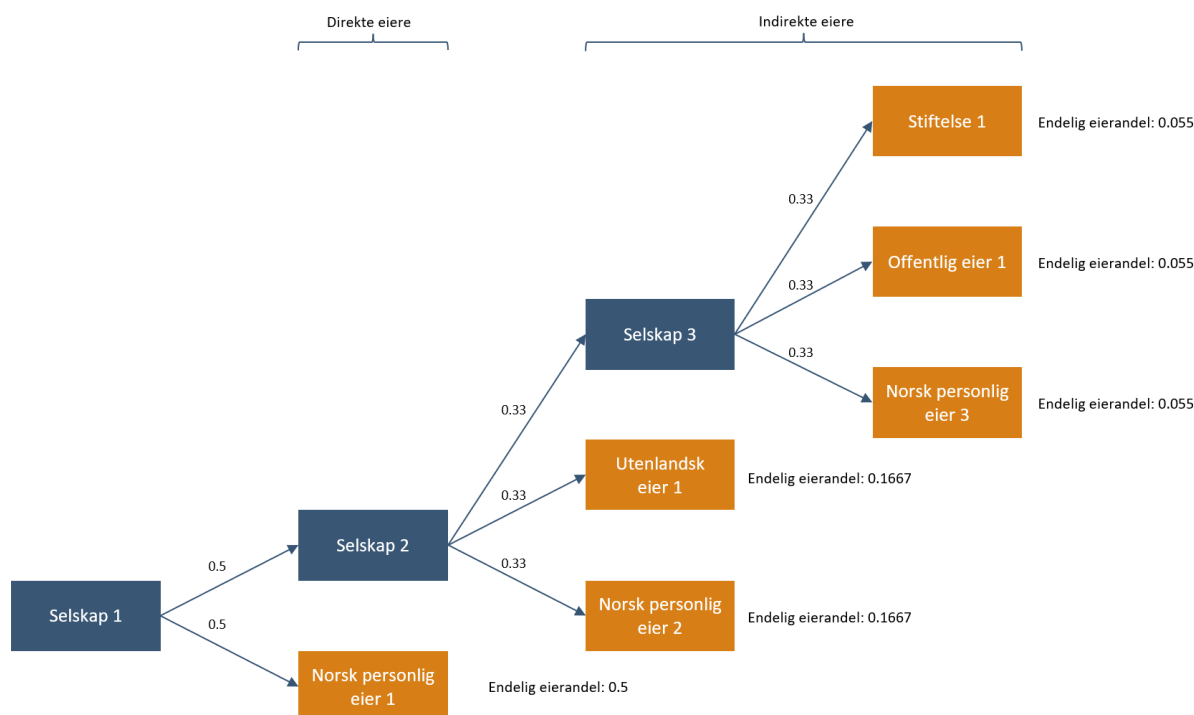 Direkte eiere
Indirekte eiere
Stiftelse 1
Endelig eierandel: 0.055
0.33
Offentlig eier 1
Endelig eierandel: 0.055
0.33
Selskap 3
0.33
Norsk personlig
eier 3
Endelig eierandel: 0.055
0.33
Utenlandsk
eier 1
Endelig eierandel: 0.1667
0.33
Selskap 2
0.33
0.5
Norsk personlig
eier 2
Endelig eierandel: 0.1667
Selskap 1
0.5
Norsk personlig
eier 1
Endelig eierandel: 0.5